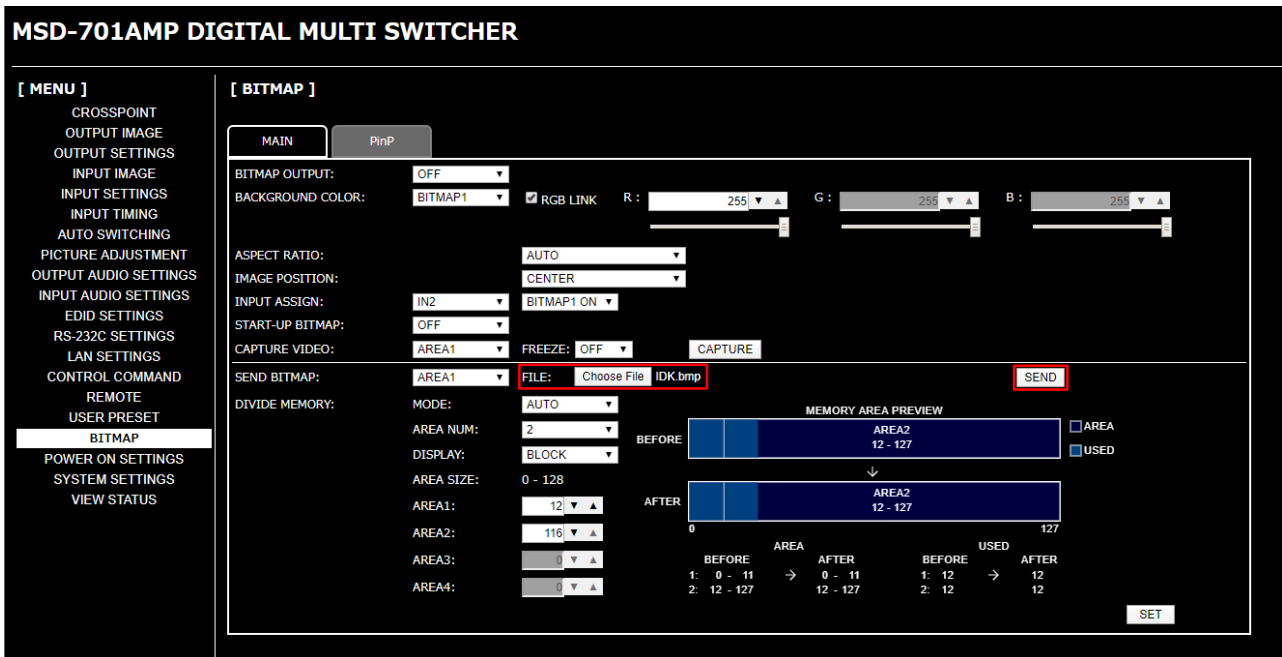 MSD-701AMP DIGITAL MULTI SWITCHER
[ MENU ]
CROSSPOINT
OUTPUT IMAGE
OUTPUT SETTINGS
INPUT IMAGE
INPUT SETTINGS
INPUT TIMING
AUTO SWITCHING
PICTURE ADJUSTMENT
OUTPUT AUDIO SETTINGS
INPUT AUDIO SETTINGS
EDID SETTINGS
RS-232C SETTINGS
LAN SETTINGS
CONTROL COMMAND
REMOTE
USER PRESET
BITMAP
POWER ON SETTINGS
SYSTEM SETTINGS
VIEW STATUS
[ BITMAP ]
MAIN PinP
BITMAP OUTPUT: OFF
BACKGROUND COLOR: BITMAP1 RGB LINK R : 255 G : 255 B : 255
ASPECT RATIO: AUTO
IMAGE POSITION: CENTER
INPUT ASSIGN: IN2 BITMAP1 ON
START-UP BITMAP: OFF
CAPTURE VIDEO: AREA1 FREEZE: OFF CAPTURE
SEND BITMAP: AREA1 FILE: Choose File IDK.bmp SEND
DIVIDE MEMORY: MODE: AUTO
AREA NUM: 2
DISPLAY: BLOCK
AREA SIZE: 0 - 128
AREA1: 12
AREA2: 116
AREA3: 0
AREA4: 0
MEMORY AREA PREVIEW
BEFORE AREA2
12 - 127
AREA
USED
↓
AFTER AREA2
12 - 127
0 127
AREA USED
BEFORE AFTER BEFORE AFTER
1: 0 - 11 → 0 - 11 1: 12 → 12
2: 12 - 127 12 - 127 2: 12 12
SET